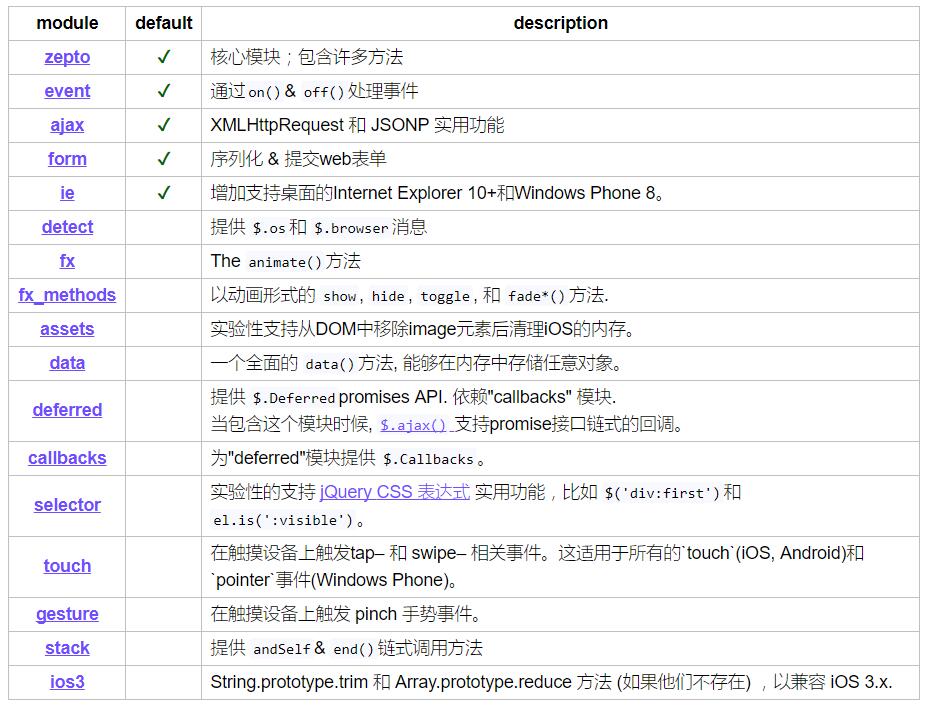 module default description
zepto ✓ 核心模块；包含许多方法
event ✓ 通过on()& off()处理事件
ajax ✓ XMLHttpRequest 和 JSONP 实用功能
form ✓ 序列化 & 提交web表单
ie ✓ 增加支持桌面的Internet Explorer 10+和Windows Phone 8。
detect 提供 $.os和 $.browser消息
fx The animate()方法
fx_methods 以动画形式的 show, hide, toggle, 和 fade*()方法.
assets 实验性支持从DOM中移除image元素后清理iOS的内存。
data 一个全面的 data()方法, 能够在内存中存储任意对象。
deferred 提供 $.Deferredpromises API. 依赖"callbacks" 模块.
当包含这个模块时候, $.ajax() 支持promise接口链式的回调。
callbacks 为"deferred"模块提供 $.Callbacks。
selector 实验性的支持 jQuery CSS 表达式 实用功能，比如 $('div:first')和
el.is(':visible')。
touch 在触摸设备上触发tap– 和 swipe– 相关事件。这适用于所有的`touch`(iOS, Android)和
`pointer`事件(Windows Phone)。
gesture 在触摸设备上触发 pinch 手势事件。
stack 提供 andSelf& end()链式调用方法
ios3 String.prototype.trim 和 Array.prototype.reduce 方法 (如果他们不存在) ，以兼容 iOS 3.x.